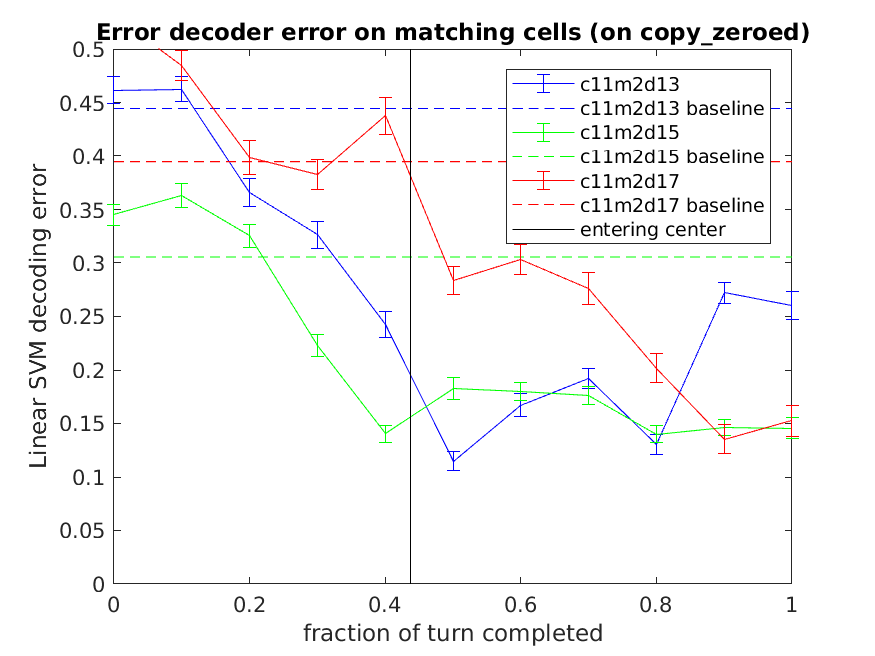 Error decoder error on matching cells (on copy_zeroed)
0.5
0.45
0.4
0.35
0.3
0.25
0.2
0.15
0.1
0.05
0
Linear SVM decoding error
c11m2d13
c11m2d13 baseline
c11m2d15
c11m2d15 baseline
c11m2d17
c11m2d17 baseline
entering center
0 0.2 0.4 0.6 0.8 1
fraction of turn completed